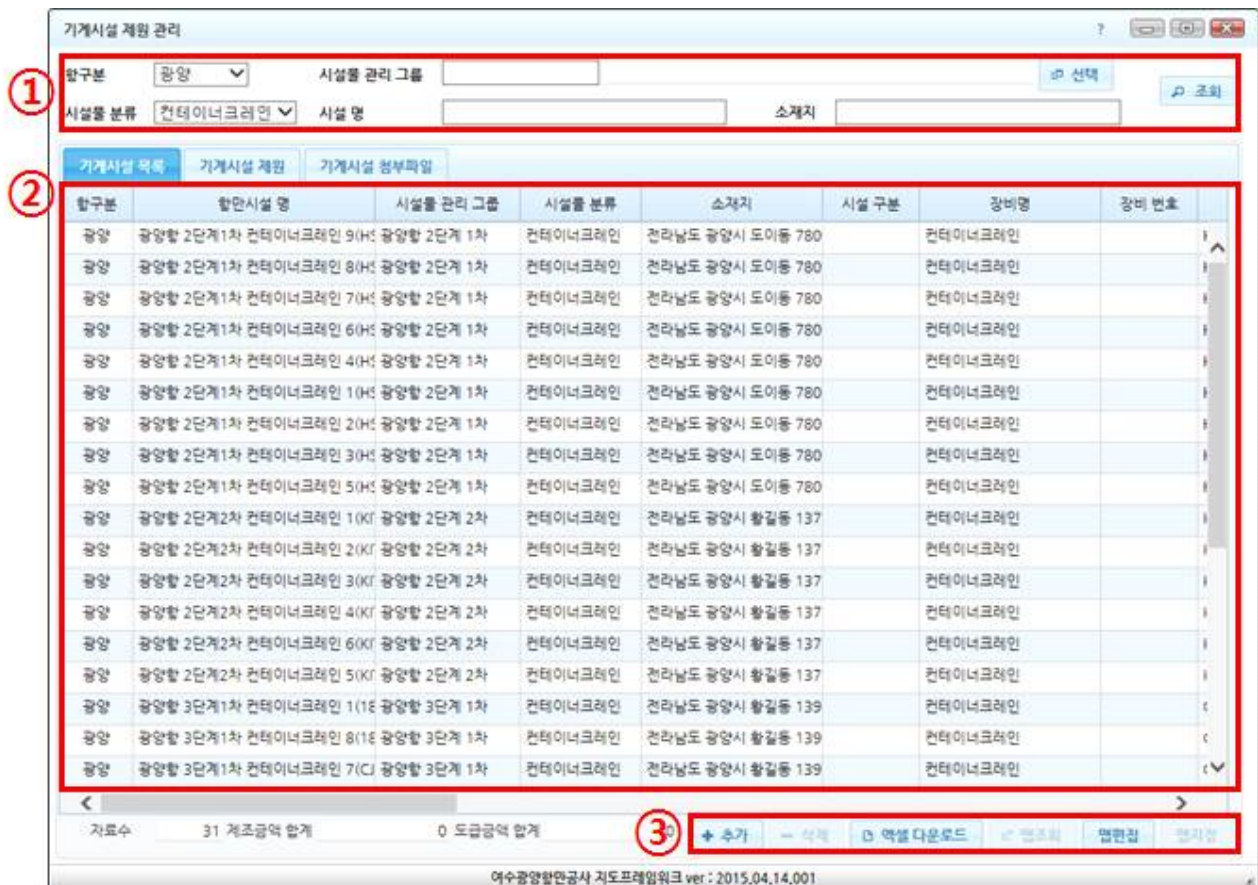 기계시설 제원 관리 ?
①
항구분 광양 시설물 관리 그룹 선택
조회
시설물 분류 컨테이너크레인 시설 명 소재지
기계시설 목록 기계시설 제원 기계시설 첨부파일
②
항구분 항만시설 명 시설물 관리 그룹 시설물 분류 소재지 시설 구분 장비명 장비 번호
광양 광양항 2단계1차 컨테이너크레인 9(HS 광양항 2단계 1차 컨테이너크레인 전라남도 광양시 도이동 780 컨테이너크레인
광양 광양항 2단계1차 컨테이너크레인 8(HS 광양항 2단계 1차 컨테이너크레인 전라남도 광양시 도이동 780 컨테이너크레인
광양 광양항 2단계1차 컨테이너크레인 7(HS 광양항 2단계 1차 컨테이너크레인 전라남도 광양시 도이동 780 컨테이너크레인
광양 광양항 2단계1차 컨테이너크레인 6(HS 광양항 2단계 1차 컨테이너크레인 전라남도 광양시 도이동 780 컨테이너크레인
광양 광양항 2단계1차 컨테이너크레인 4(HS 광양항 2단계 1차 컨테이너크레인 전라남도 광양시 도이동 780 컨테이너크레인
광양 광양항 2단계1차 컨테이너크레인 1(HS 광양항 2단계 1차 컨테이너크레인 전라남도 광양시 도이동 780 컨테이너크레인
광양 광양항 2단계1차 컨테이너크레인 2(HS 광양항 2단계 1차 컨테이너크레인 전라남도 광양시 도이동 780 컨테이너크레인
광양 광양항 2단계1차 컨테이너크레인 3(HS 광양항 2단계 1차 컨테이너크레인 전라남도 광양시 도이동 780 컨테이너크레인
광양 광양항 2단계1차 컨테이너크레인 5(HS 광양항 2단계 1차 컨테이너크레인 전라남도 광양시 도이동 780 컨테이너크레인
광양 광양항 2단계2차 컨테이너크레인 1(KI 광양항 2단계 2차 컨테이너크레인 전라남도 광양시 황길동 137 컨테이너크레인
광양 광양항 2단계2차 컨테이너크레인 2(KI 광양항 2단계 2차 컨테이너크레인 전라남도 광양시 황길동 137 컨테이너크레인
광양 광양항 2단계2차 컨테이너크레인 3(KI 광양항 2단계 2차 컨테이너크레인 전라남도 광양시 황길동 137 컨테이너크레인
광양 광양항 2단계2차 컨테이너크레인 4(KI 광양항 2단계 2차 컨테이너크레인 전라남도 광양시 황길동 137 컨테이너크레인
광양 광양항 2단계2차 컨테이너크레인 6(KI 광양항 2단계 2차 컨테이너크레인 전라남도 광양시 황길동 137 컨테이너크레인
광양 광양항 2단계2차 컨테이너크레인 5(KI 광양항 2단계 2차 컨테이너크레인 전라남도 광양시 황길동 137 컨테이너크레인
광양 광양항 3단계1차 컨테이너크레인 1(18 광양항 3단계 1차 컨테이너크레인 전라남도 광양시 황길동 139 컨테이너크레인
광양 광양항 3단계1차 컨테이너크레인 8(18 광양항 3단계 1차 컨테이너크레인 전라남도 광양시 황길동 139 컨테이너크레인
광양 광양항 3단계1차 컨테이너크레인 7(CJ 광양항 3단계 1차 컨테이너크레인 전라남도 광양시 황길동 139 컨테이너크레인
자료수 31 제조금액 합계 0 도급금액 합계 0 ③ 추가 삭제 엑셀 다운로드 맵조회 맵편집 맵저장
여수광양항만공사 지도프레임워크 ver : 2015.04.14.001